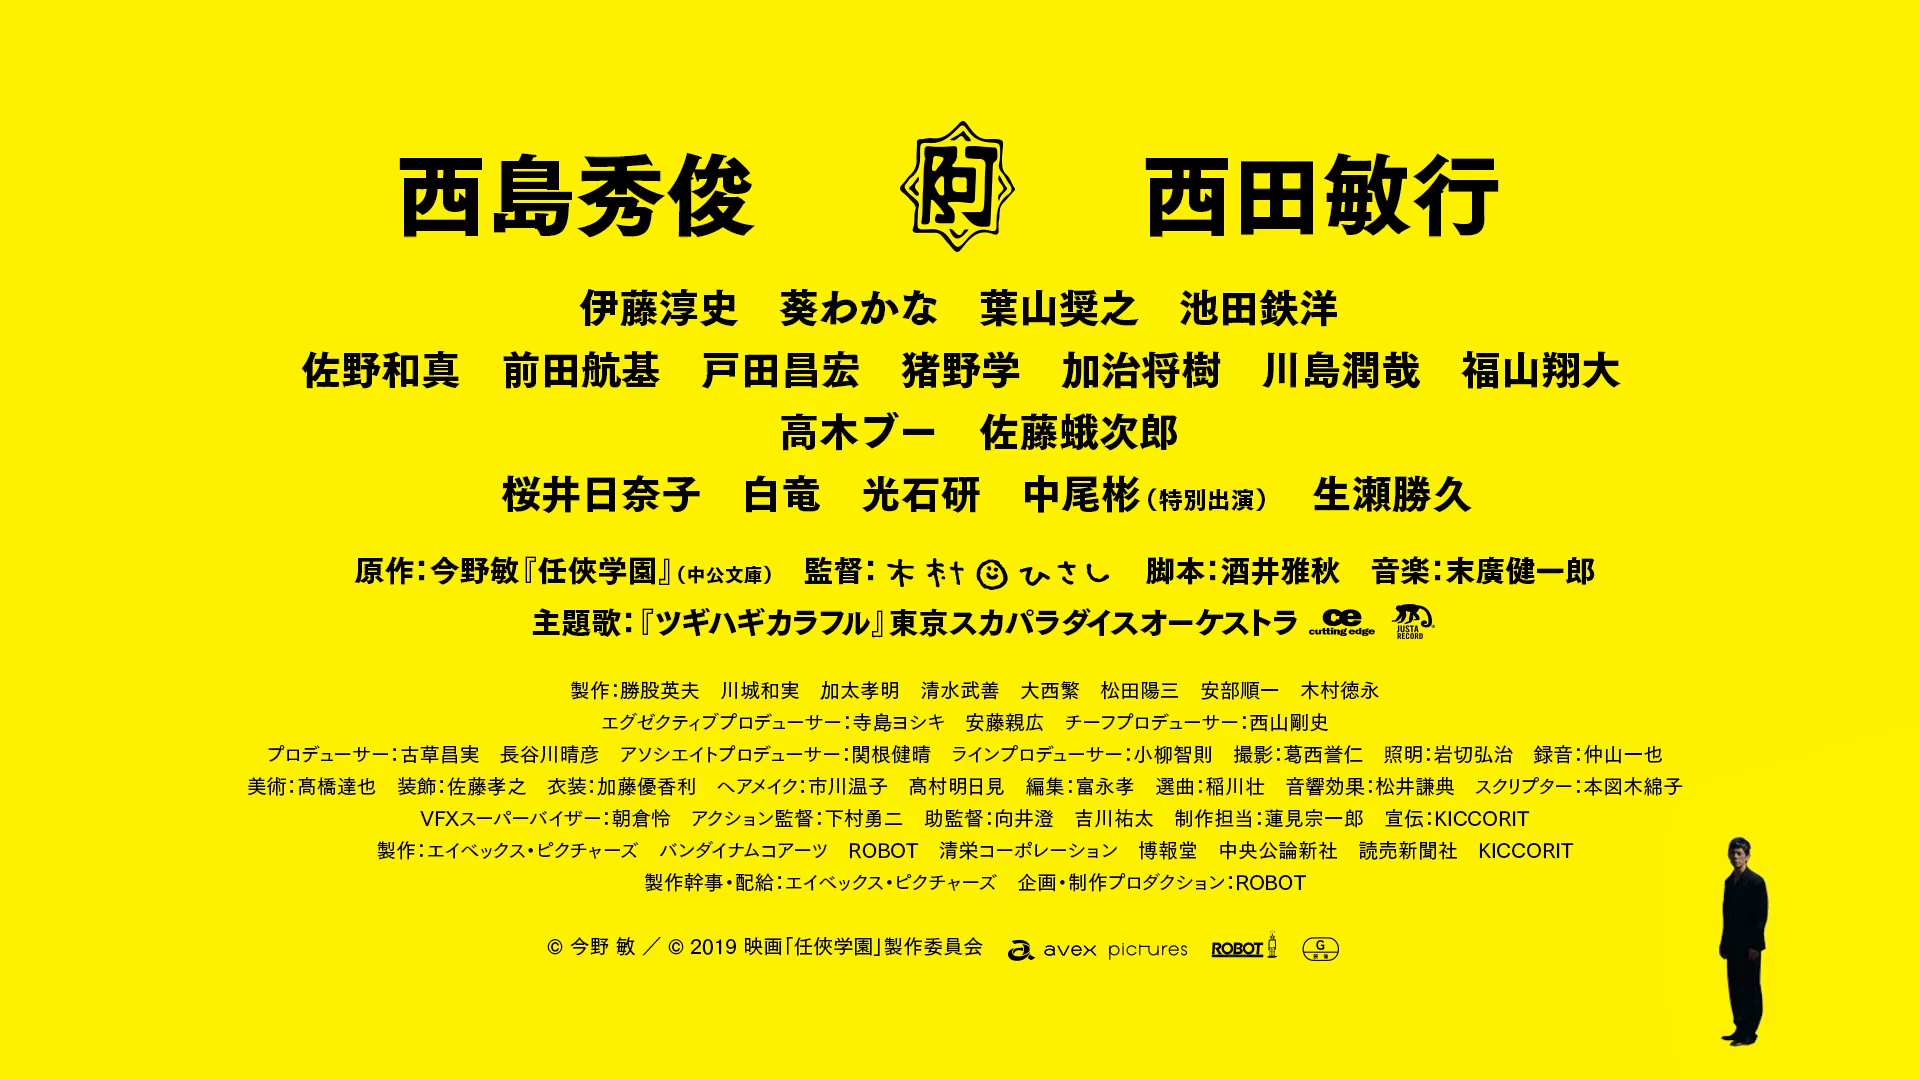 西島秀俊 阿 西田敏行
伊藤淳史 葵わかな 葉山奨之 池田鉄洋
佐野和真 前田航基 戸田昌宏 猪野学 加治将樹 川島潤哉 福山翔大
高木ブー 佐藤蛾次郎
桜井日奈子 白竜 光石研 中尾彬(特別出演) 生瀬勝久
原作:今野敏『任俠学園』(中公文庫) 監督:木村ひさし 脚本:酒井雅秋 音楽:末廣健一郎
主題歌:『ツギハギカラフル』東京スカパラダイスオーケストラ ce cutting edge JUSTA RECORD
製作:勝股英夫 川城和実 加太孝明 清水武善 大西繁 松田陽三 安部順一 木村徳永
エグゼクティブプロデューサー:寺島ヨシキ 安藤親広 チーフプロデューサー:西山剛史
プロデューサー:古草昌実 長谷川晴彦 アソシエイトプロデューサー:関根健晴 ラインプロデューサー:小柳智則 撮影:葛西誉仁 照明:岩切弘治 録音:仲山一也
美術:髙橋達也 装飾:佐藤孝之 衣装:加藤優香利 ヘアメイク:市川温子 髙村明日見 編集:富永孝 選曲:稲川壮 音響効果:松井謙典 スクリプター:本図木綿子
VFXスーパーバイザー:朝倉怜 アクション監督:下村勇二 助監督:向井澄 吉川祐太 制作担当:蓮見宗一郎 宣伝:KICCORIT
製作:エイベックス・ピクチャーズ バンダイナムコアーツ ROBOT 清栄コーポレーション 博報堂 中央公論新社 読売新聞社 KICCORIT
製作幹事・配給:エイベックス・ピクチャーズ 企画・制作プロダクション:ROBOT
© 今野 敏 / © 2019 映画「任俠学園」製作委員会 a avex pictures ROBOT G 映倫